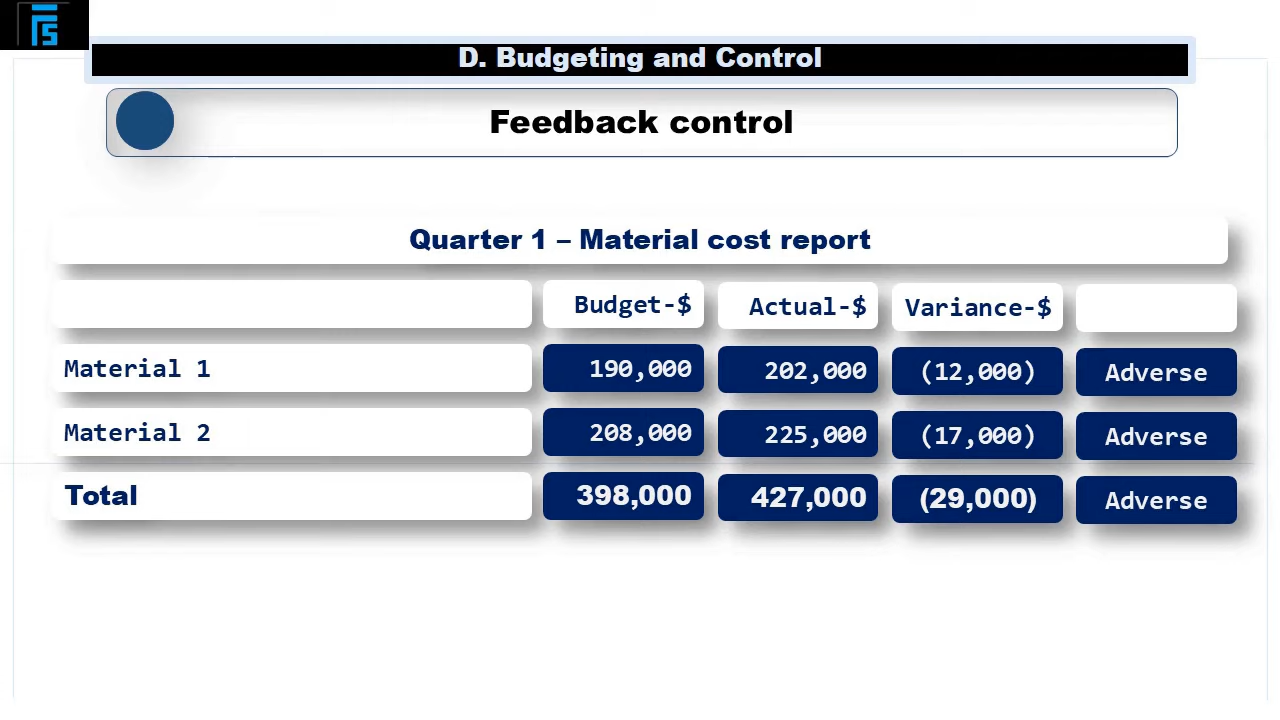 D. Budgeting and Control
Feedback control
Quarter 1 – Material cost report
Budget-$ Actual-$ Variance-$
Material 1 190,000 202,000 (12,000) Adverse
Material 2 208,000 225,000 (17,000) Adverse
Total 398,000 427,000 (29,000) Adverse